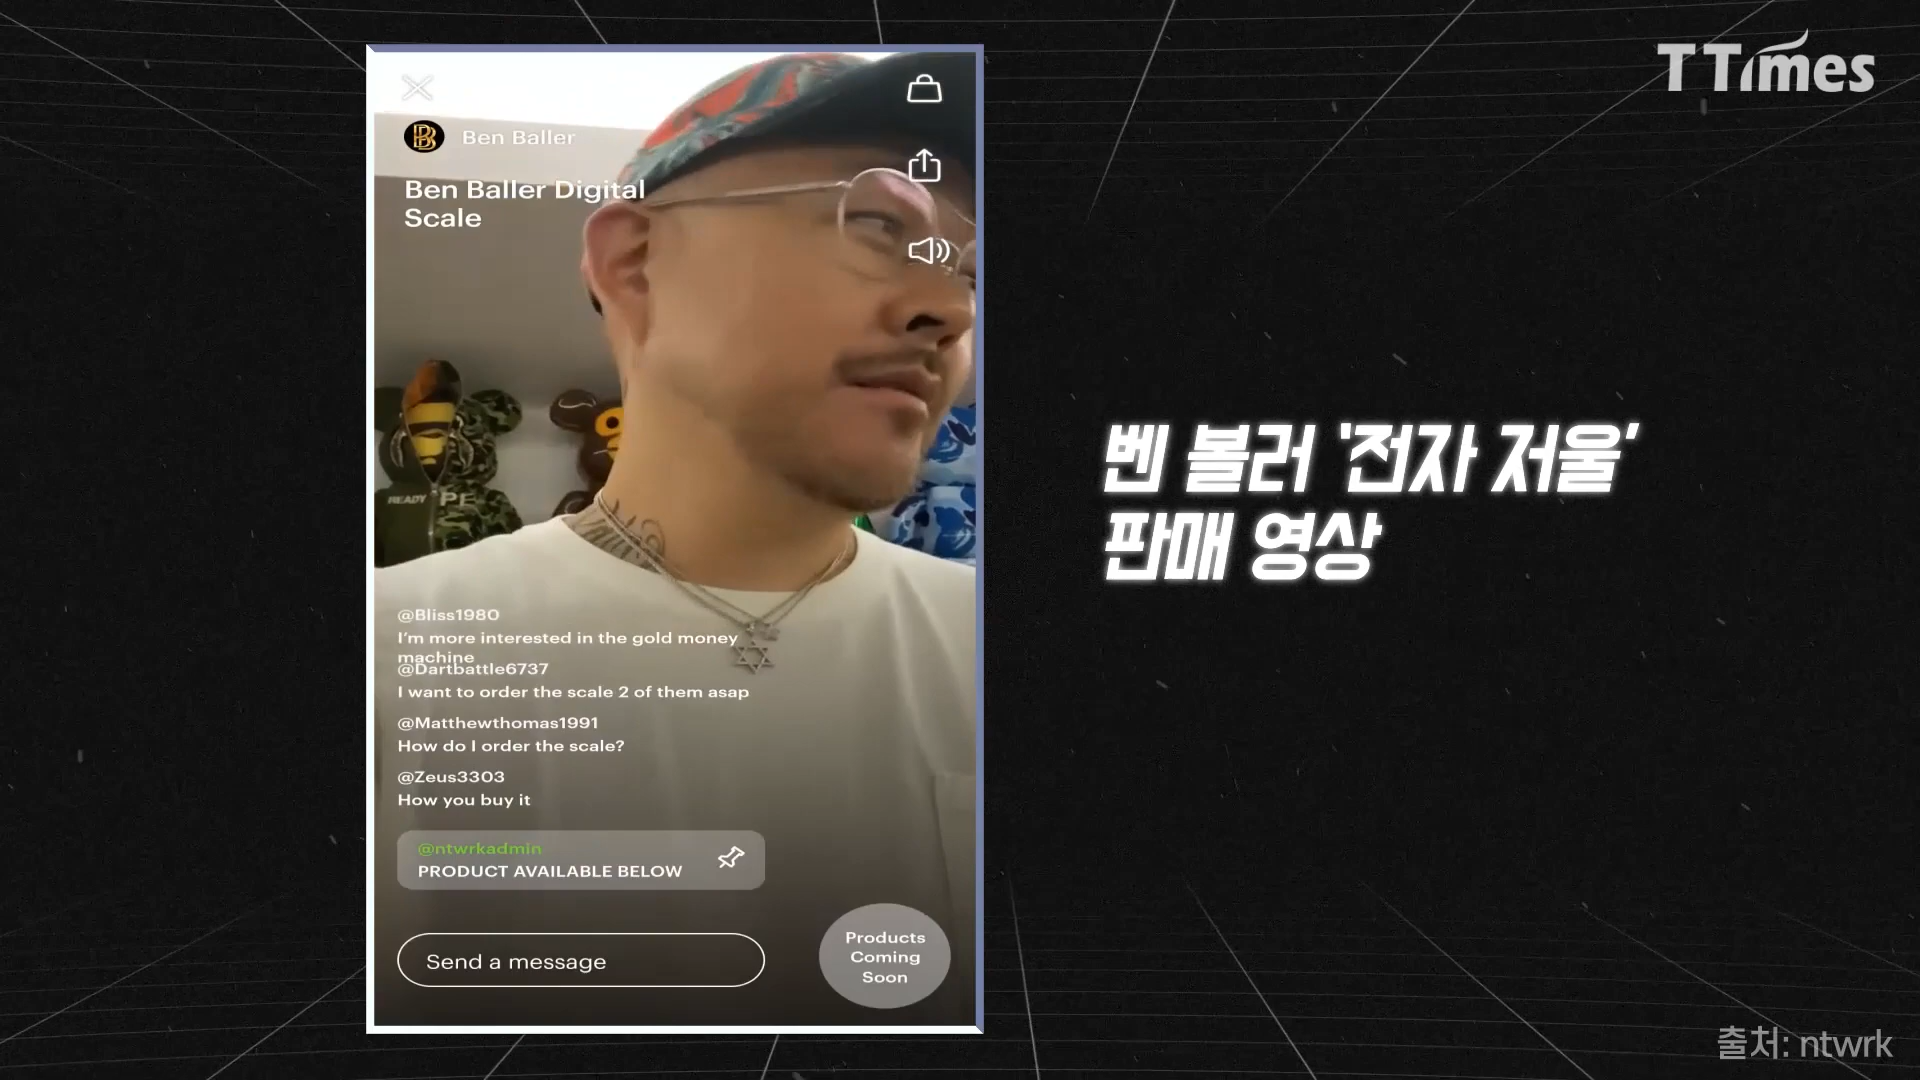 TTimes
Ben Baller
Ben Baller Digital
Scale
READY
벤 볼러 '전자 저울'
판매 영상
@Bliss1980
I'm more interested in the gold money
machine
@Dartbattle6737
I want to order the scale 2 of them asap
@Matthewthomas1991
How do I order the scale?
@Zeus3303
How you buy it
@ntwrkadmin
PRODUCT AVAILABLE BELOW
Send a message
Products
Coming
Soon
출처: ntwrk